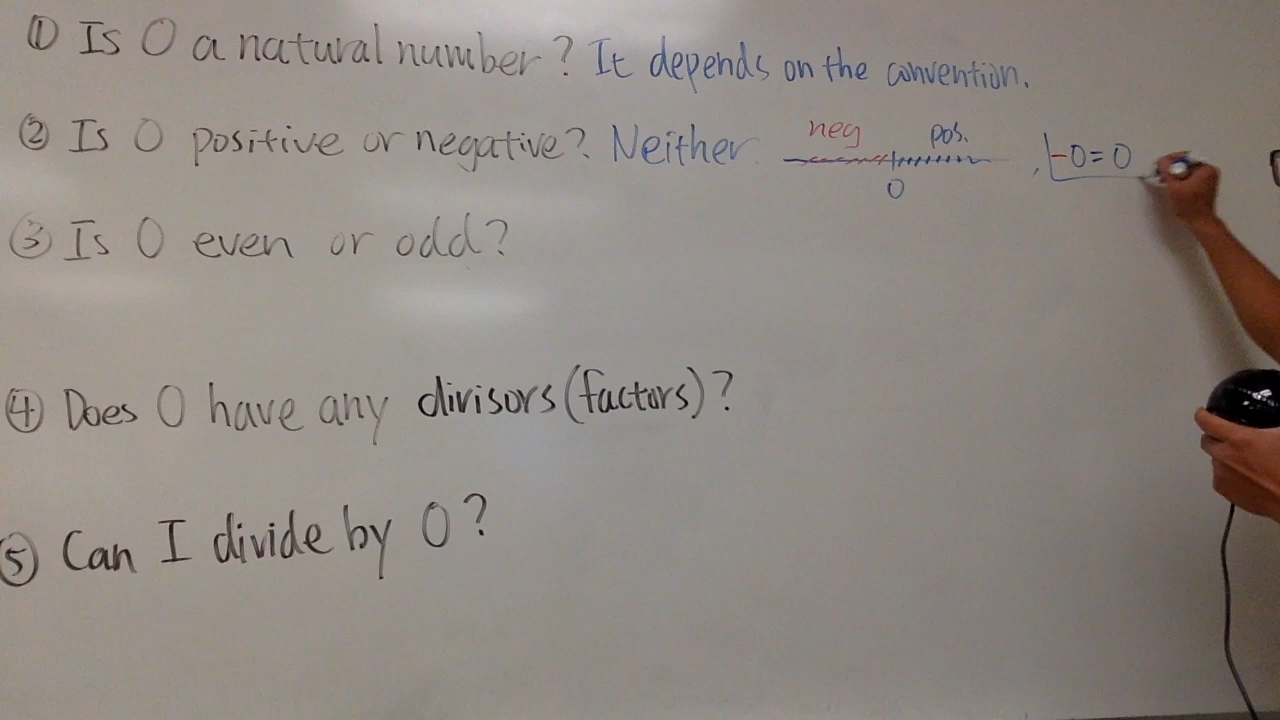 ① Is 0 a natural number? It depends on the convention.
② Is 0 positive or negative? Neither. neg pos. 0 , -0=0
③ Is 0 even or odd?
④ Does 0 have any divisors (factors)?
⑤ Can I divide by 0?